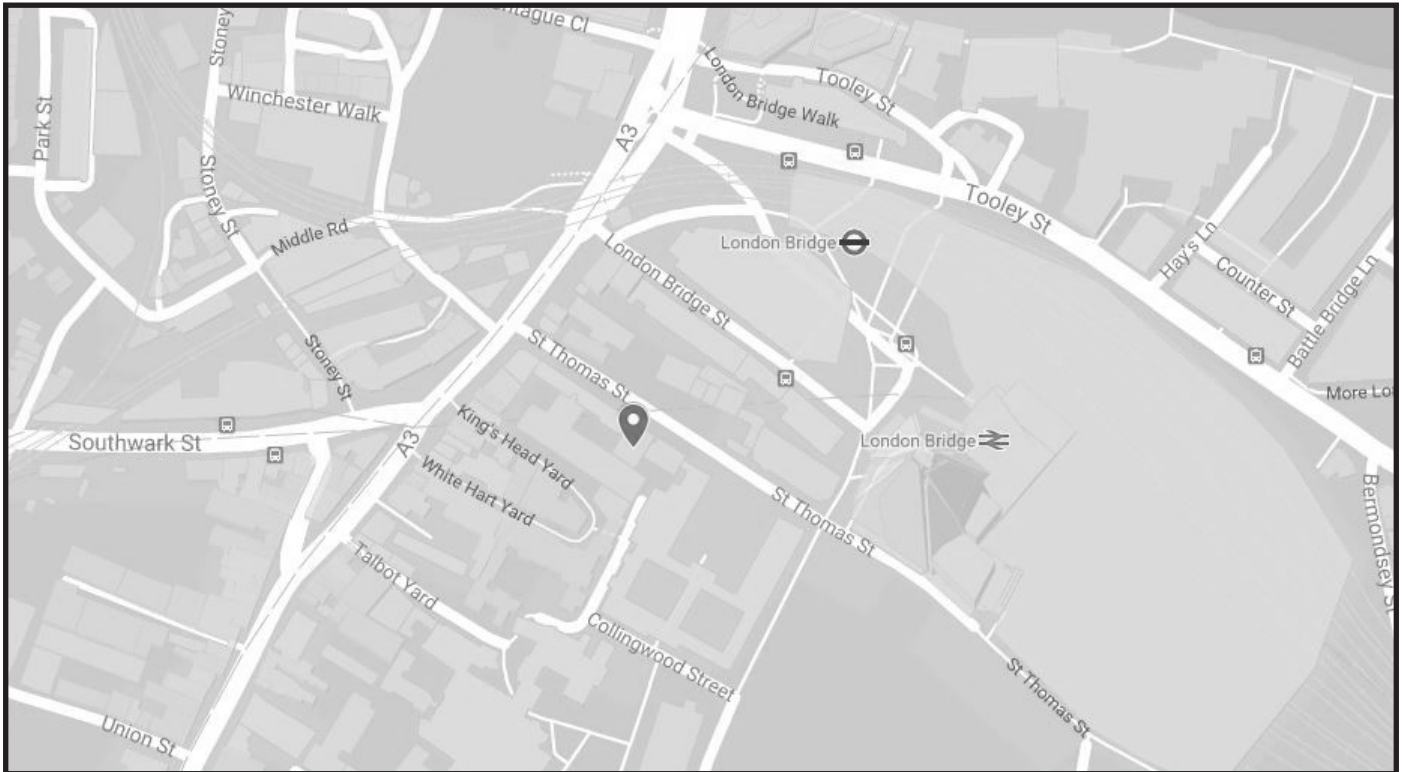 ntague Cl
Stoney
London Bridge Walk
Tooley St
Park St
Winchester Walk
A3
Stoney St
Middle Rd
Tooley St
London Bridge
London Bridge St
Hay's Ln
Counter St
Battle Bridge Ln
St Thomas St
Stoney St
More Lo
King's Head Yard
Southwark St
A3
London Bridge
White Hart Yard
St Thomas St
Bermondsey St
Talbot Yard
Collingwood Street
St Thomas St
Union St